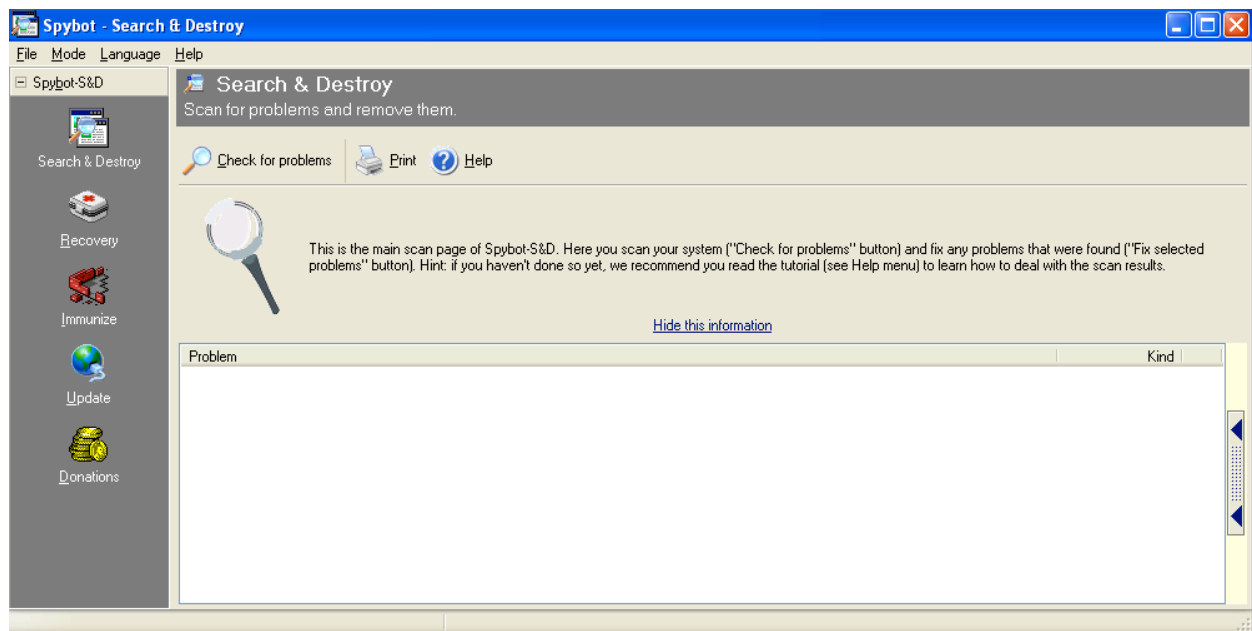 Spybot - Search & Destroy
File Mode Language Help
Spybot-S&D
Search & Destroy
Recovery
Immunize
Update
Donations
Search & Destroy
Scan for problems and remove them.
Check for problems Print Help
This is the main scan page of Spybot-S&D. Here you scan your system ("Check for problems" button) and fix any problems that were found ("Fix selected
problems" button). Hint: if you haven't done so yet, we recommend you read the tutorial (see Help menu) to learn how to deal with the scan results.
Hide this information
Problem Kind